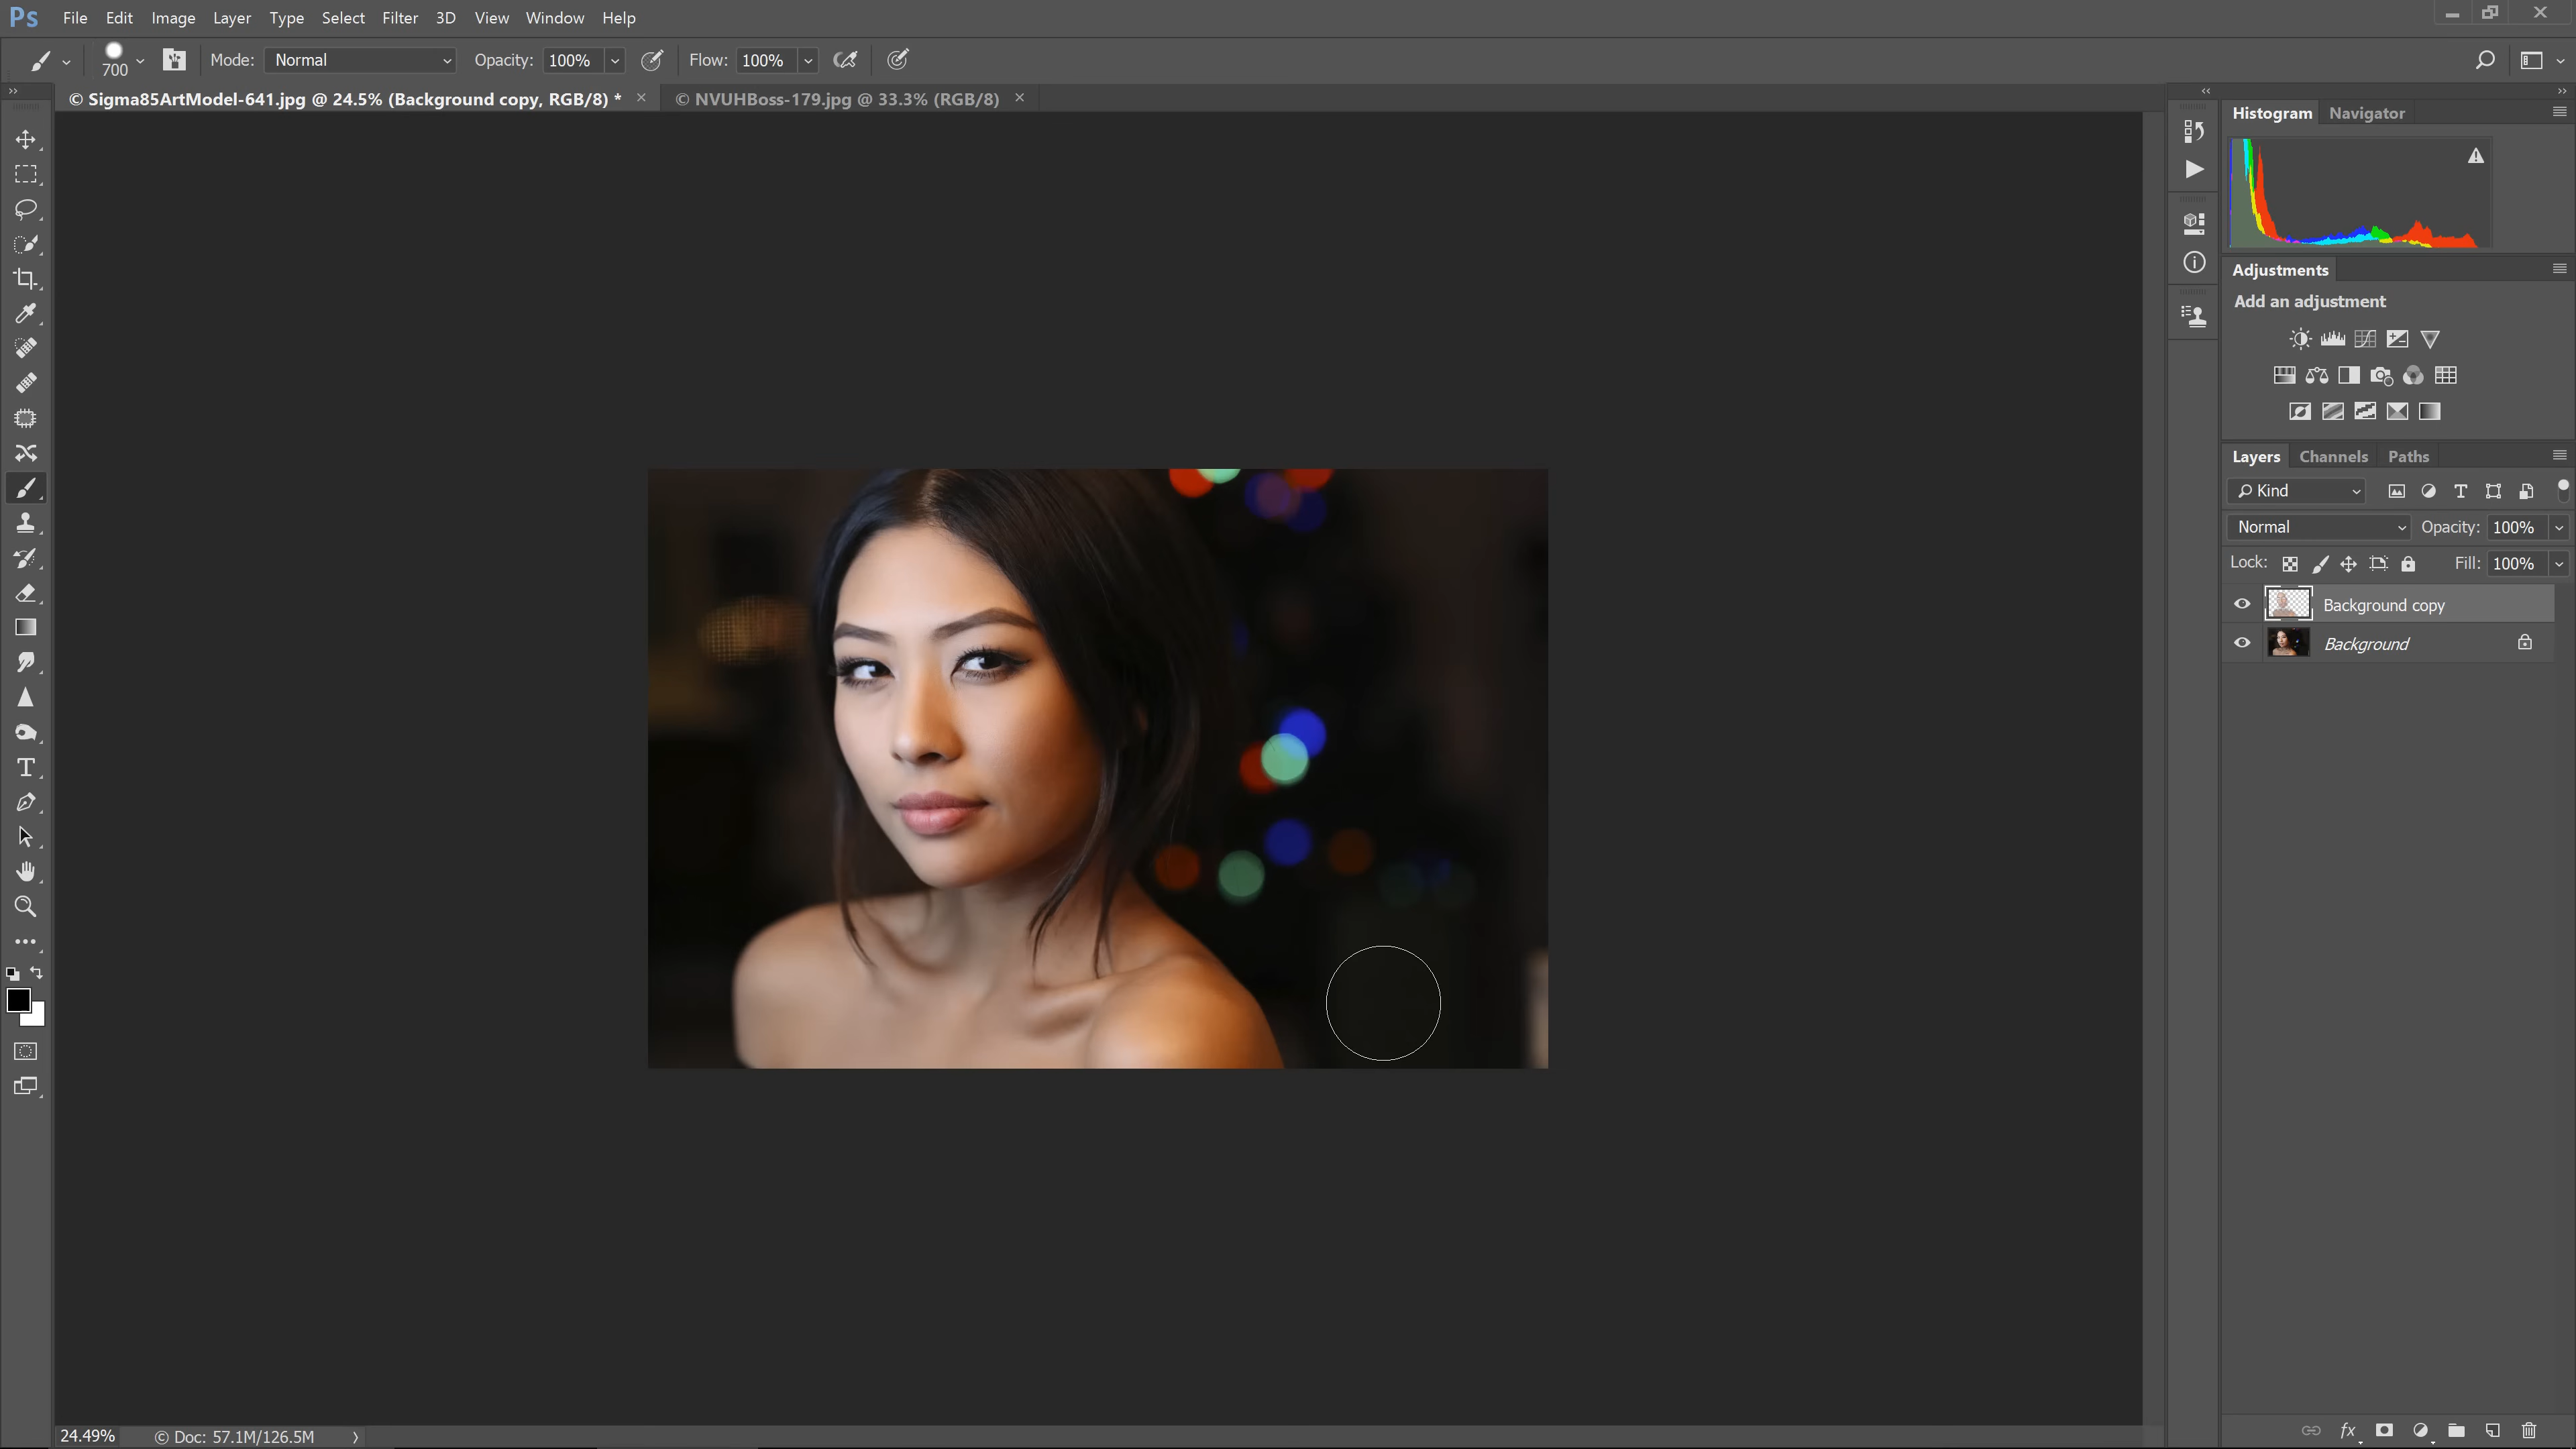 Ps File Edit Image Layer Type Select Filter 3D View Window Help
700 Mode: Normal Opacity: 100% Flow: 100%
© Sigma85ArtModel-641.jpg @ 24.5% (Background copy, RGB/8) * × © NVUHBoss-179.jpg @ 33.3% (RGB/8) ×
Histogram Navigator
Adjustments
Add an adjustment
Layers Channels Paths
Kind
Normal Opacity: 100%
Lock: Fill: 100%
Background copy
Background
24.49% © Doc: 57.1M/126.5M